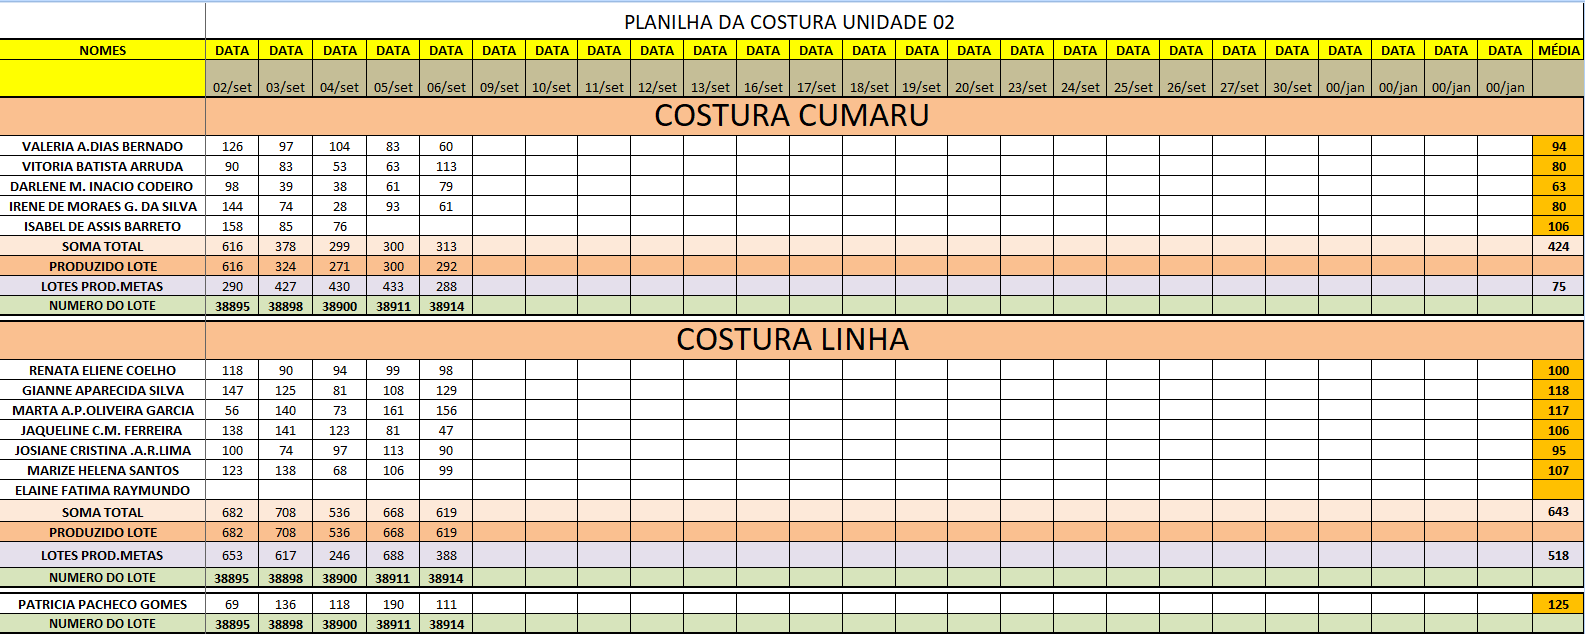 PLANILHA DA COSTURA UNIDADE 02
NOMES DATA DATA DATA DATA DATA DATA DATA DATA DATA DATA DATA DATA DATA DATA DATA DATA DATA DATA DATA DATA DATA DATA DATA DATA DATA MÉDIA
02/set 03/set 04/set 05/set 06/set 09/set 10/set 11/set 12/set 13/set 16/set 17/set 18/set 19/set 20/set 23/set 24/set 25/set 26/set 27/set 30/set 00/jan 00/jan 00/jan 00/jan
COSTURA CUMARU
VALERIA A.DIAS BERNADO 126 97 104 83 60 94
VITORIA BATISTA ARRUDA 90 83 53 63 113 80
DARLENE M. INACIO CODEIRO 98 39 38 61 79 63
IRENE DE MORAES G. DA SILVA 144 74 28 93 61 80
ISABEL DE ASSIS BARRETO 158 85 76 106
SOMA TOTAL 616 378 299 300 313 424
PRODUZIDO LOTE 616 324 271 300 292
LOTES PROD.METAS 290 427 430 433 288 75
NUMERO DO LOTE 38895 38898 38900 38911 38914
COSTURA LINHA
RENATA ELIENE COELHO 118 90 94 99 98 100
GIANNE APARECIDA SILVA 147 125 81 108 129 118
MARTA A.P.OLIVEIRA GARCIA 56 140 73 161 156 117
JAQUELINE C.M. FERREIRA 138 141 123 81 47 106
JOSIANE CRISTINA .A.R.LIMA 100 74 97 113 90 95
MARIZE HELENA SANTOS 123 138 68 106 99 107
ELAINE FATIMA RAYMUNDO
SOMA TOTAL 682 708 536 668 619 643
PRODUZIDO LOTE 682 708 536 668 619
LOTES PROD.METAS 653 617 246 688 388 518
NUMERO DO LOTE 38895 38898 38900 38911 38914
PATRICIA PACHECO GOMES 69 136 118 190 111 125
NUMERO DO LOTE 38895 38898 38900 38911 38914